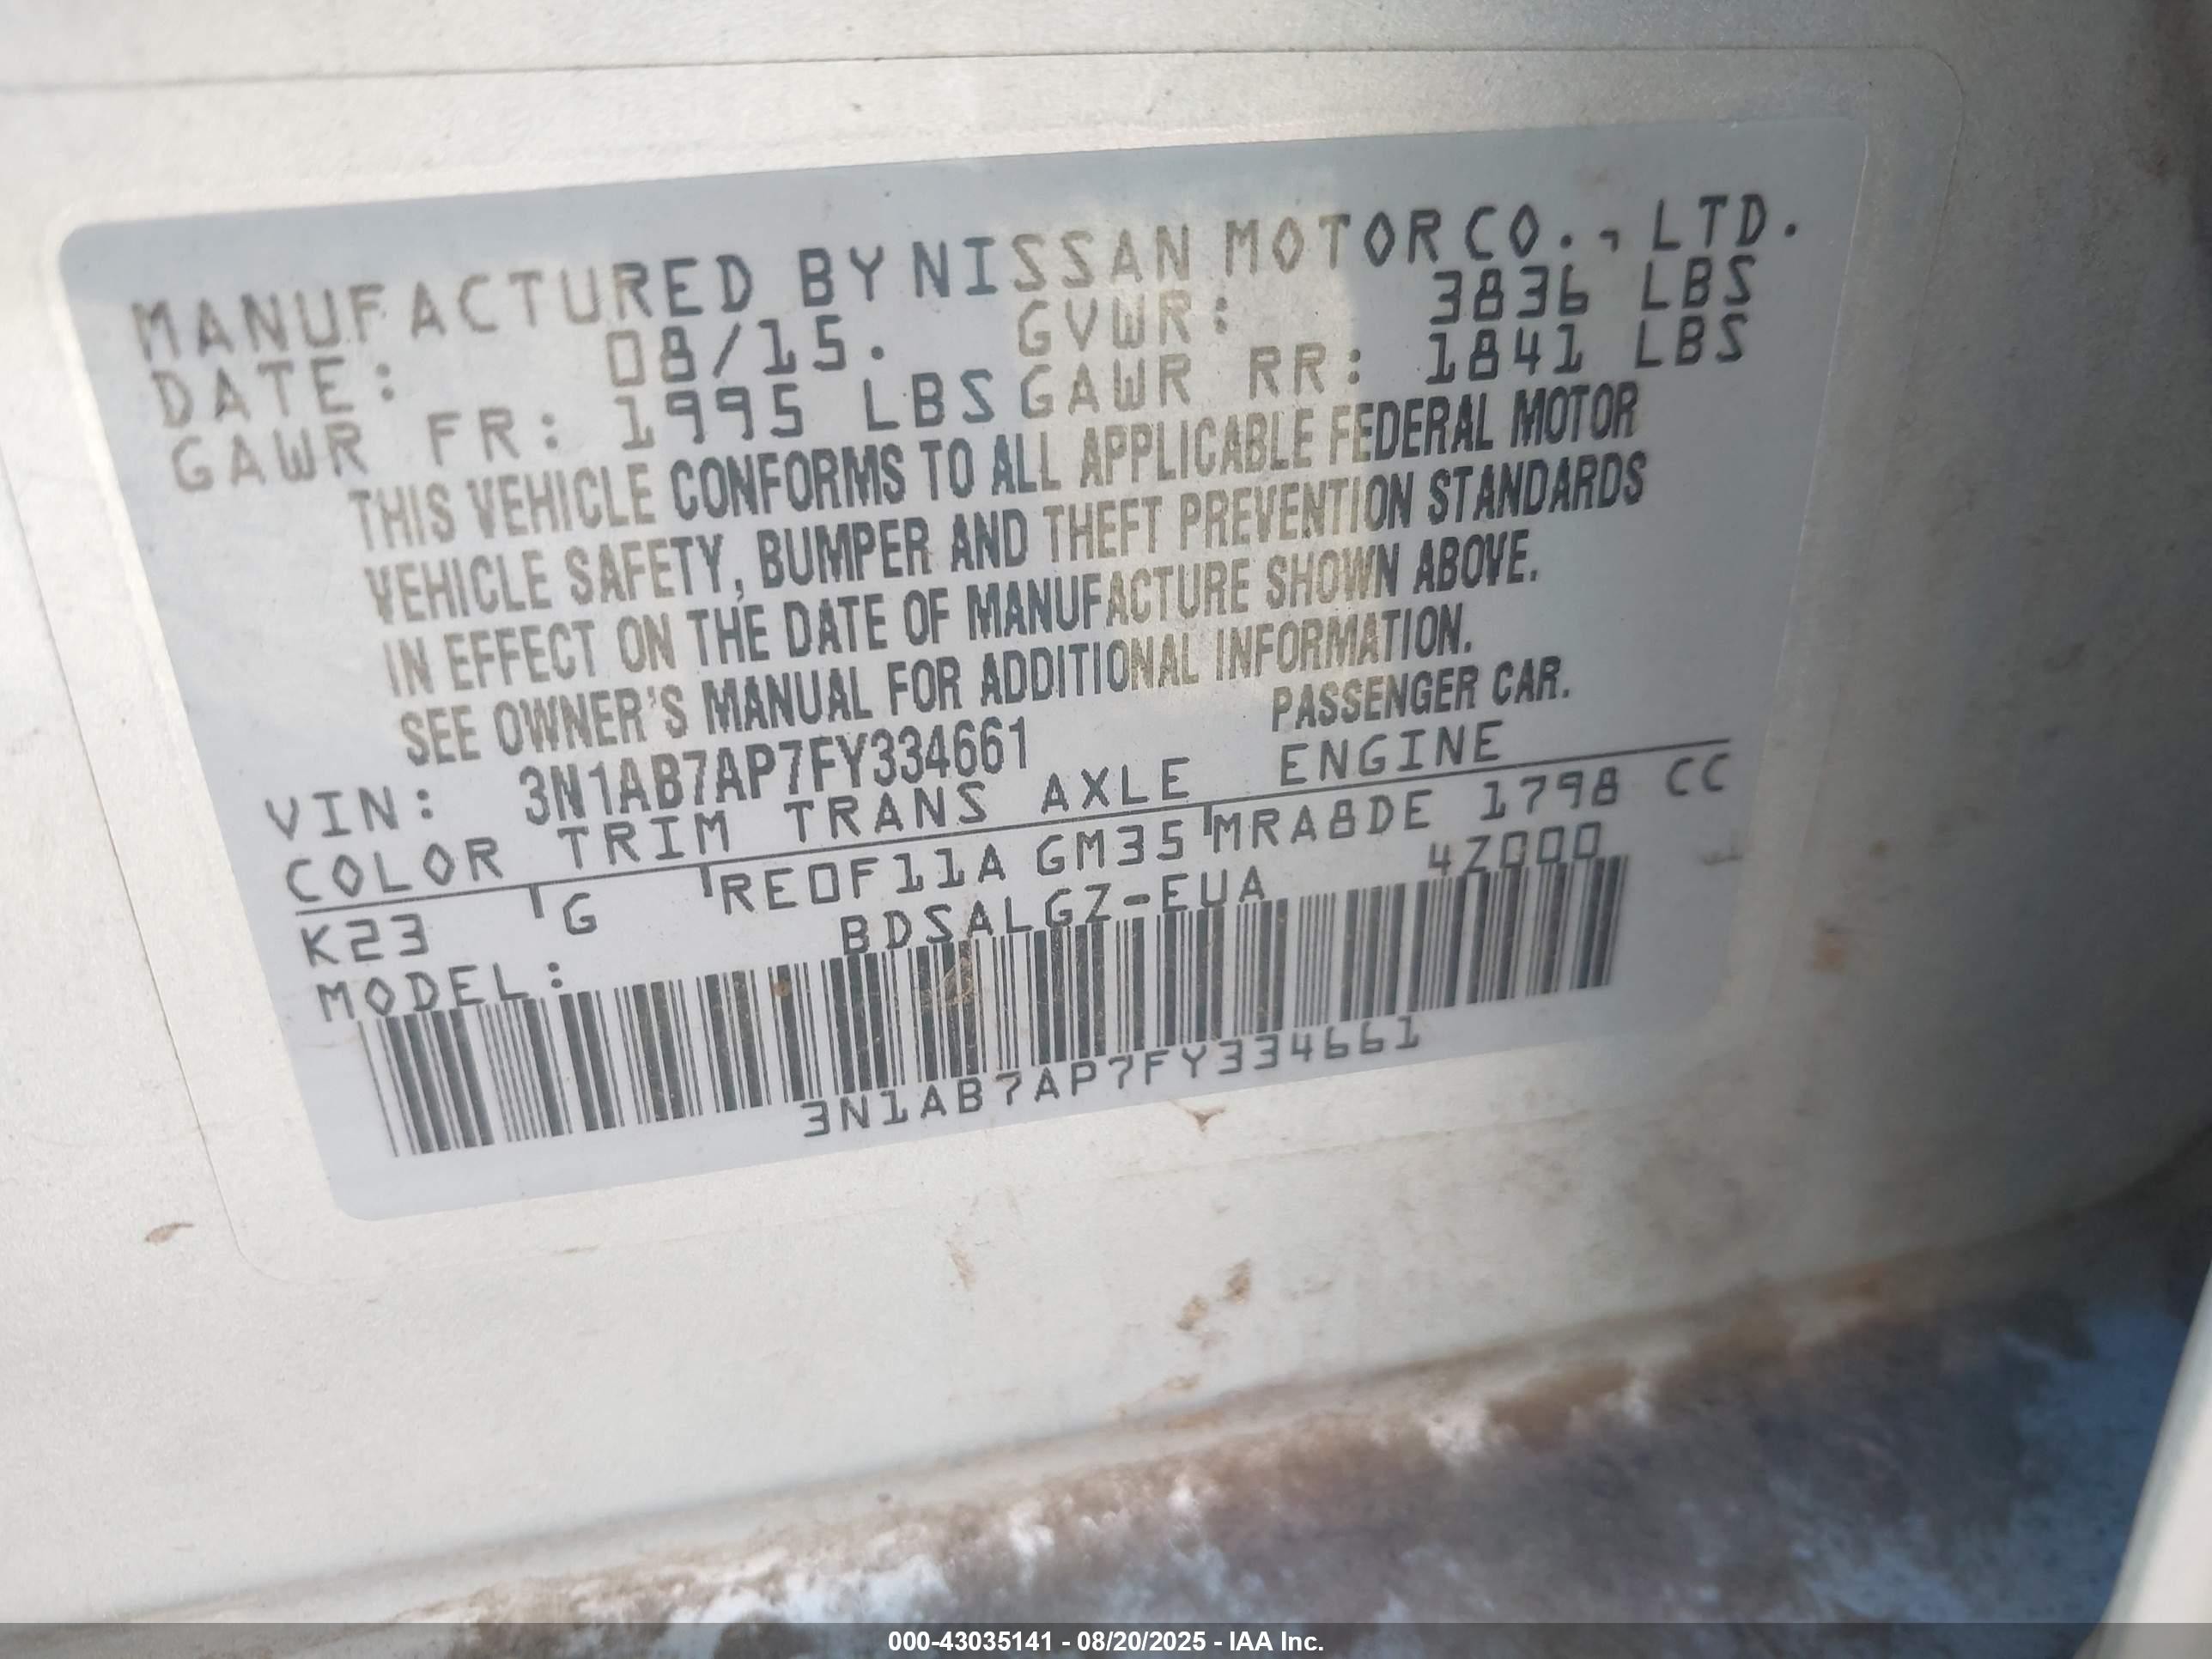 MANUFACTURED BY NISSAN MOTOR CO., LTD.
DATE: 08/15. GVWR: 3836 LBS
GAWR FR: 1995 LBS GAWR RR: 1841 LBS
THIS VEHICLE CONFORMS TO ALL APPLICABLE FEDERAL MOTOR
VEHICLE SAFETY, BUMPER AND THEFT PREVENTION STANDARDS
IN EFFECT ON THE DATE OF MANUFACTURE SHOWN ABOVE.
SEE OWNER'S MANUAL FOR ADDITIONAL INFORMATION.
VIN: 3N1AB7AP7FY334661 PASSENGER CAR.
COLOR TRIM TRANS AXLE ENGINE
K23 G RE0F11A GM35 MRA8DE 1798 CC
MODEL: BDSALGZ-EUA 4Z000
3N1AB7AP7FY334661
000-43035141 - 08/20/2025 - IAA Inc.